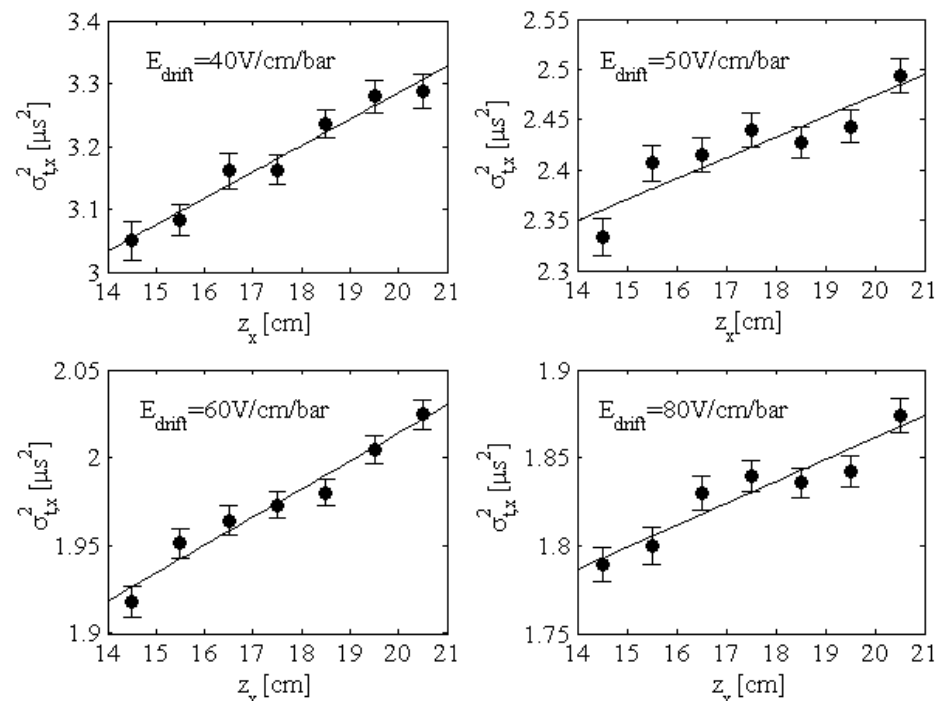 3.4
3.3
3.2
3.1
3
E_drift=40V/cm/bar
σ²_t,x [μs²]
14 15 16 17 18 19 20 21
z_x [cm]
2.5
2.45
2.4
2.35
2.3
E_drift=50V/cm/bar
σ²_t,x [μs²]
14 15 16 17 18 19 20 21
z_x [cm]
2.05
2
1.95
1.9
E_drift=60V/cm/bar
σ²_t,x [μs²]
14 15 16 17 18 19 20 21
z_x [cm]
1.9
1.85
1.8
1.75
E_drift=80V/cm/bar
σ²_t,x [μs²]
14 15 16 17 18 19 20 21
z_x [cm]